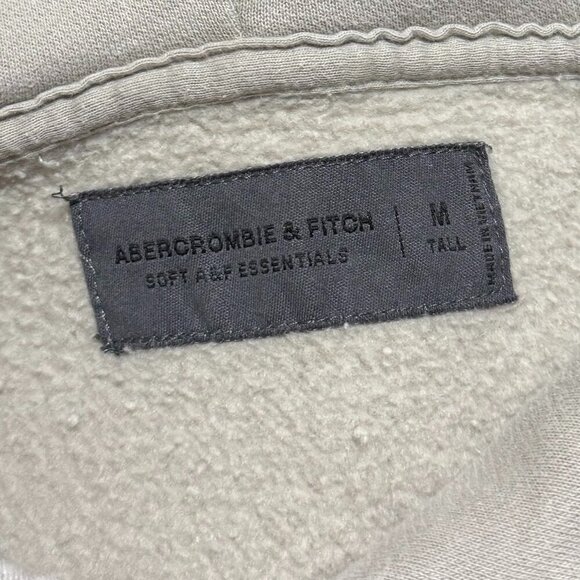 ABERCROMBIE & FITCH
SOFT A&F ESSENTIALS
M
TALL
MADE IN VIETNAM